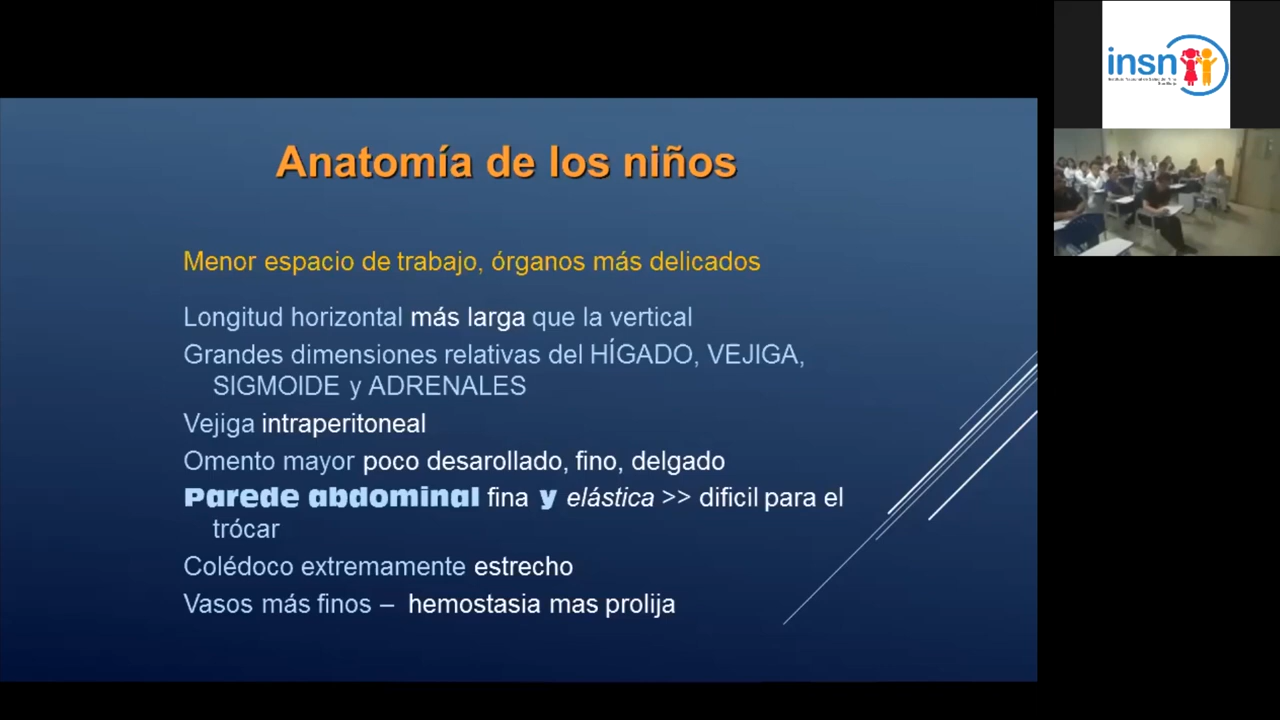 Anatomía de los niños
Menor espacio de trabajo, órganos más delicados
Longitud horizontal más larga que la vertical
Grandes dimensiones relativas del HÍGADO, VEJIGA,
SIGMOIDE y ADRENALES
Vejiga intraperitoneal
Omento mayor poco desarollado, fino, delgado
Parede abdominal fina y elástica >> dificil para el
trócar
Colédoco extremamente estrecho
Vasos más finos – hemostasia mas prolija
insn